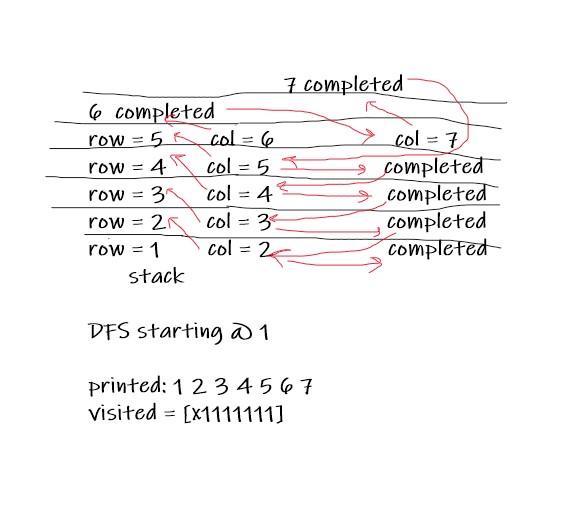 7 completed
6 completed
row = 5 col = 6 col = 7
row = 4 col = 5 completed
row = 3 col = 4 completed
row = 2 col = 3 completed
row = 1 col = 2 completed
stack
DFS starting @ 1
printed: 1 2 3 4 5 6 7
visited = [x1111111]